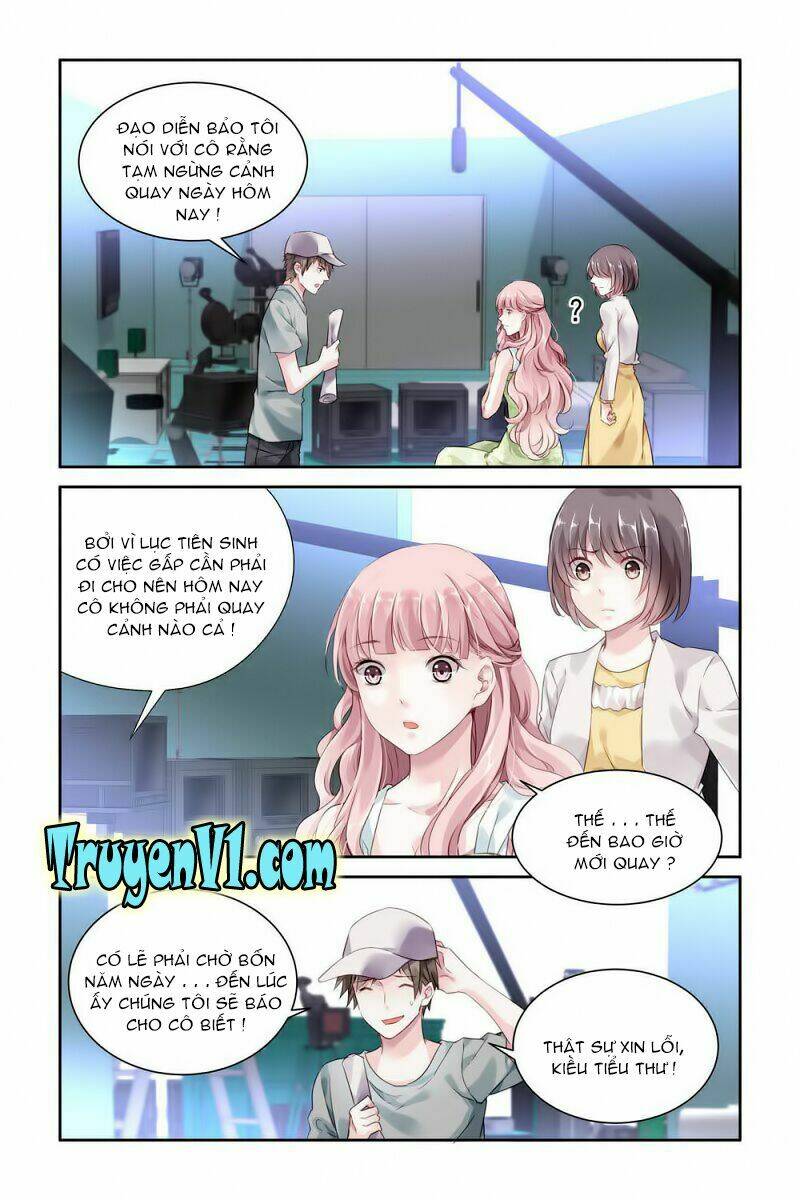 ĐẠO DIỄN BẢO TÔI
NÓI VỚI CÔ RẰNG
TẠM NGỪNG CẢNH
QUAY NGÀY HÔM
NAY !
?
BỞI VÌ LỤC TIÊN SINH
CÓ VIỆC GẤP CẦN PHẢI
ĐI CHO NÊN HÔM NAY
CÔ KHÔNG PHẢI QUAY
CẢNH NÀO CẢ !
THẾ . . . THẾ
ĐẾN BAO GIỜ
MỚI QUAY ?
TruyenV1.com
CÓ LẼ PHẢI CHỜ BỐN
NĂM NGÀY . . . ĐẾN LÚC
ẤY CHÚNG TÔI SẼ BÁO
CHO CÔ BIẾT !
THẬT SỰ XIN LỖI,
KIỀU TIỂU THƯ !